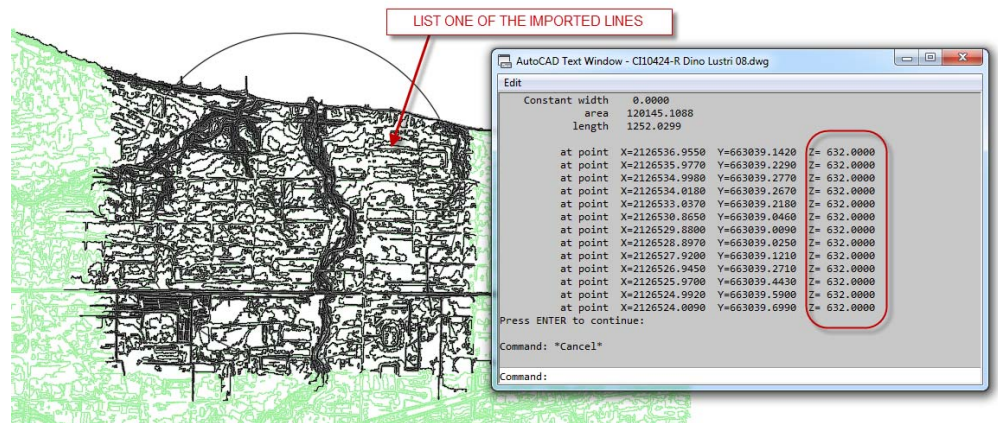 LIST ONE OF THE IMPORTED LINES
AutoCAD Text Window - CI10424-R Dino Lustri 08.dwg
Edit
Constant width 0.0000
area 120145.1088
length 1252.0299
at point X=2126536.9550 Y=663039.1420 Z= 632.0000
at point X=2126535.9770 Y=663039.2290 Z= 632.0000
at point X=2126534.9980 Y=663039.2770 Z= 632.0000
at point X=2126534.0180 Y=663039.2670 Z= 632.0000
at point X=2126533.0370 Y=663039.2180 Z= 632.0000
at point X=2126530.8650 Y=663039.0460 Z= 632.0000
at point X=2126529.8800 Y=663039.0090 Z= 632.0000
at point X=2126528.8970 Y=663039.0250 Z= 632.0000
at point X=2126527.9200 Y=663039.1210 Z= 632.0000
at point X=2126526.9450 Y=663039.2710 Z= 632.0000
at point X=2126525.9700 Y=663039.4430 Z= 632.0000
at point X=2126524.9920 Y=663039.5900 Z= 632.0000
at point X=2126524.0090 Y=663039.6990 Z= 632.0000
Press ENTER to continue:
Command: *Cancel*
Command: